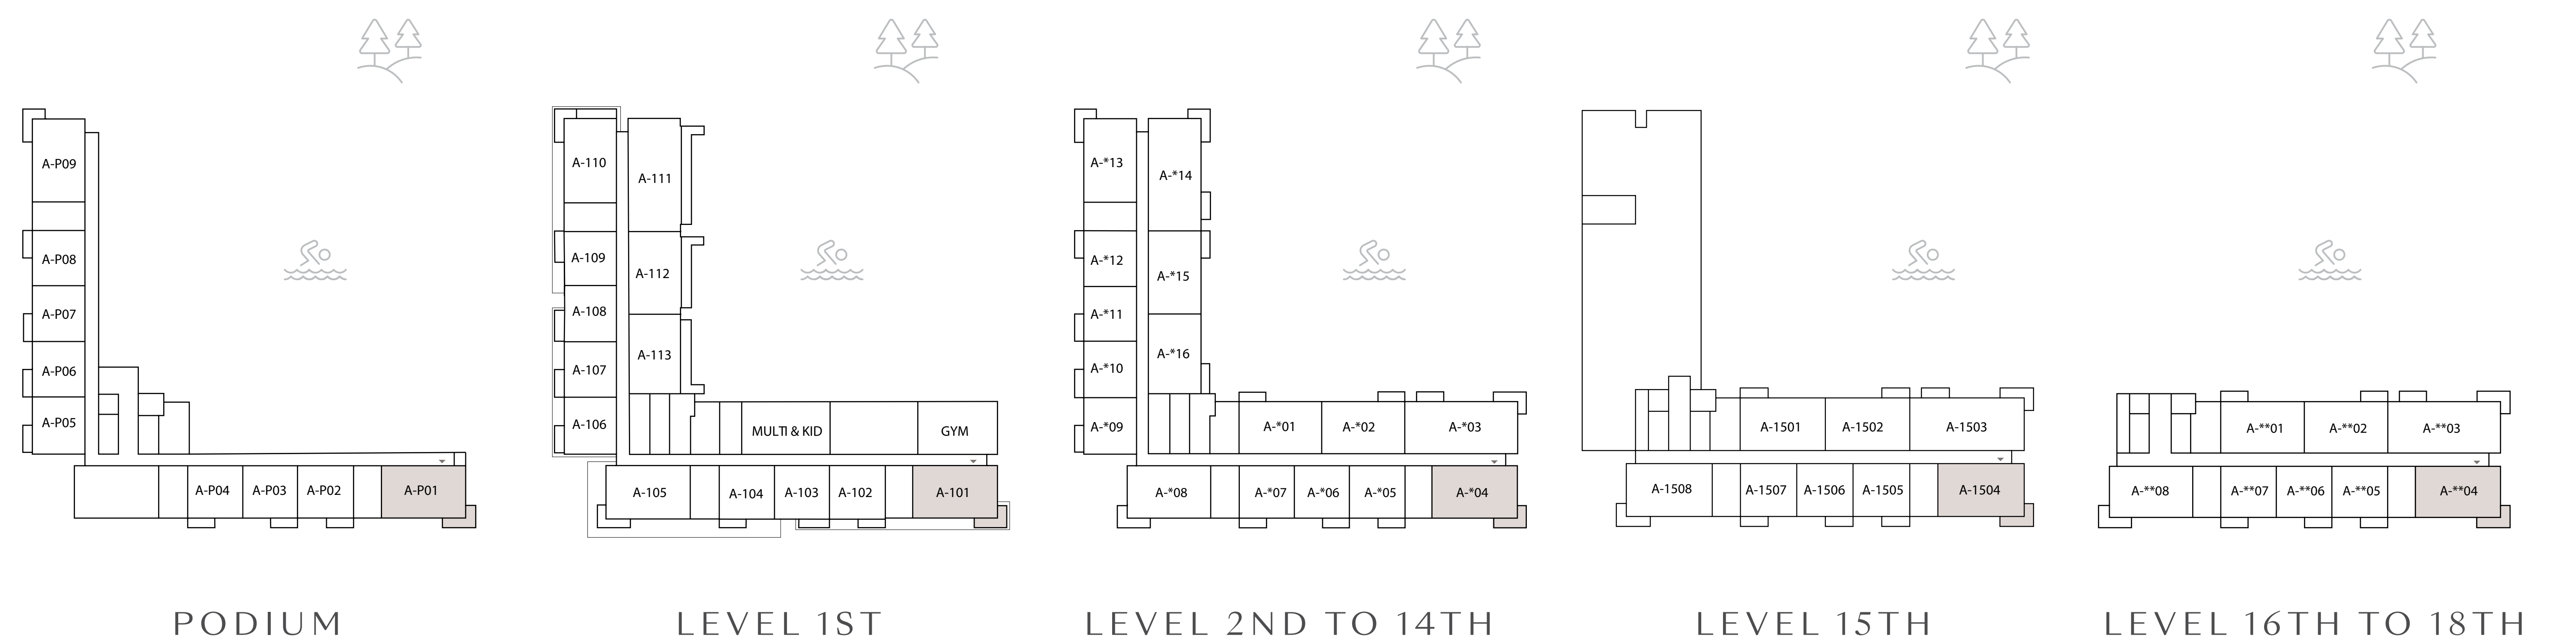 A-P09
A-P08
A-P07
A-P06
A-P05
A-P04 A-P03 A-P02 A-P01
PODIUM
A-110
A-111
A-109
A-112
A-108
A-113
A-107
A-106
MULTI & KID GYM
A-105 A-104 A-103 A-102 A-101
LEVEL 1ST
A-*13
A-*14
A-*12
A-*15
A-*11
A-*16
A-*10
A-*09
A-*01 A-*02 A-*03
A-*08 A-*07 A-*06 A-*05 A-*04
LEVEL 2ND TO 14TH
A-1501 A-1502 A-1503
A-1508 A-1507 A-1506 A-1505 A-1504
LEVEL 15TH
A-**01 A-**02 A-**03
A-**08 A-**07 A-**06 A-**05 A-**04
LEVEL 16TH TO 18TH